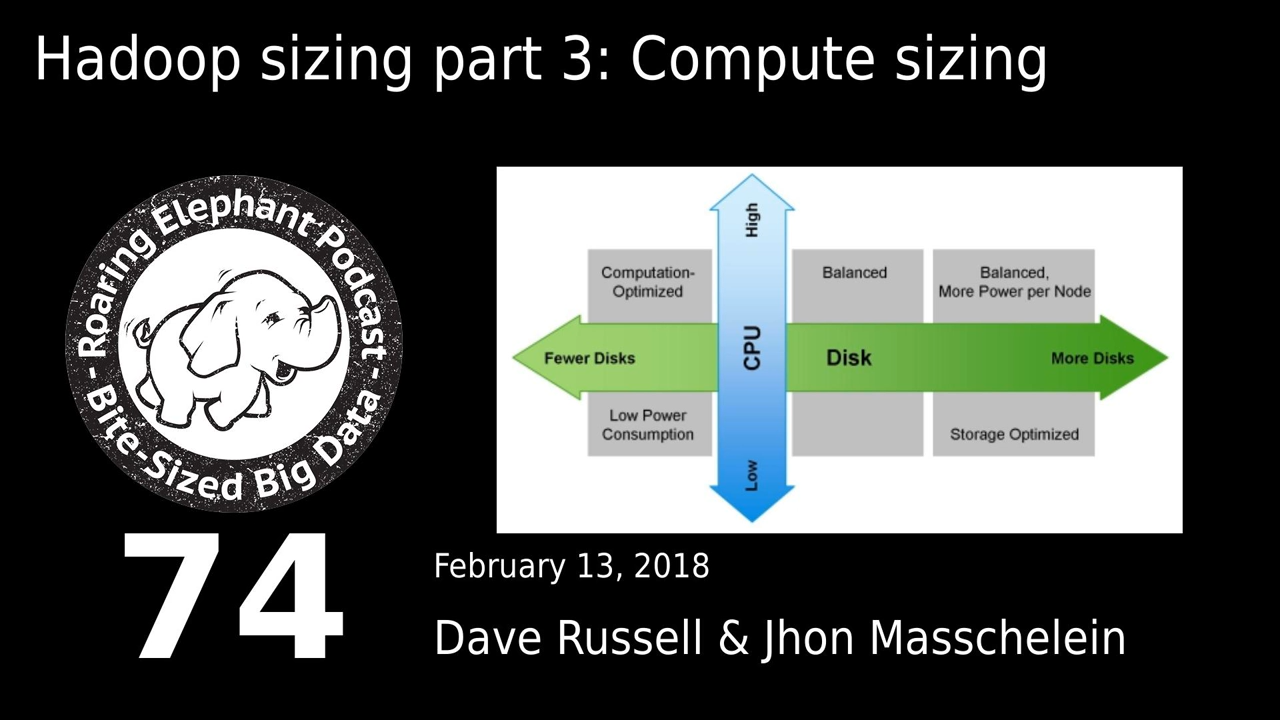 Hadoop sizing part 3: Compute sizing
Roaring Elephant Podcast
- Bite-Sized Big Data -
High
Computation-
Optimized
Balanced
Balanced,
More Power per Node
Fewer Disks
CPU
Disk
More Disks
Low Power
Consumption
Storage Optimized
Low
74
February 13, 2018
Dave Russell & Jhon Masschelein